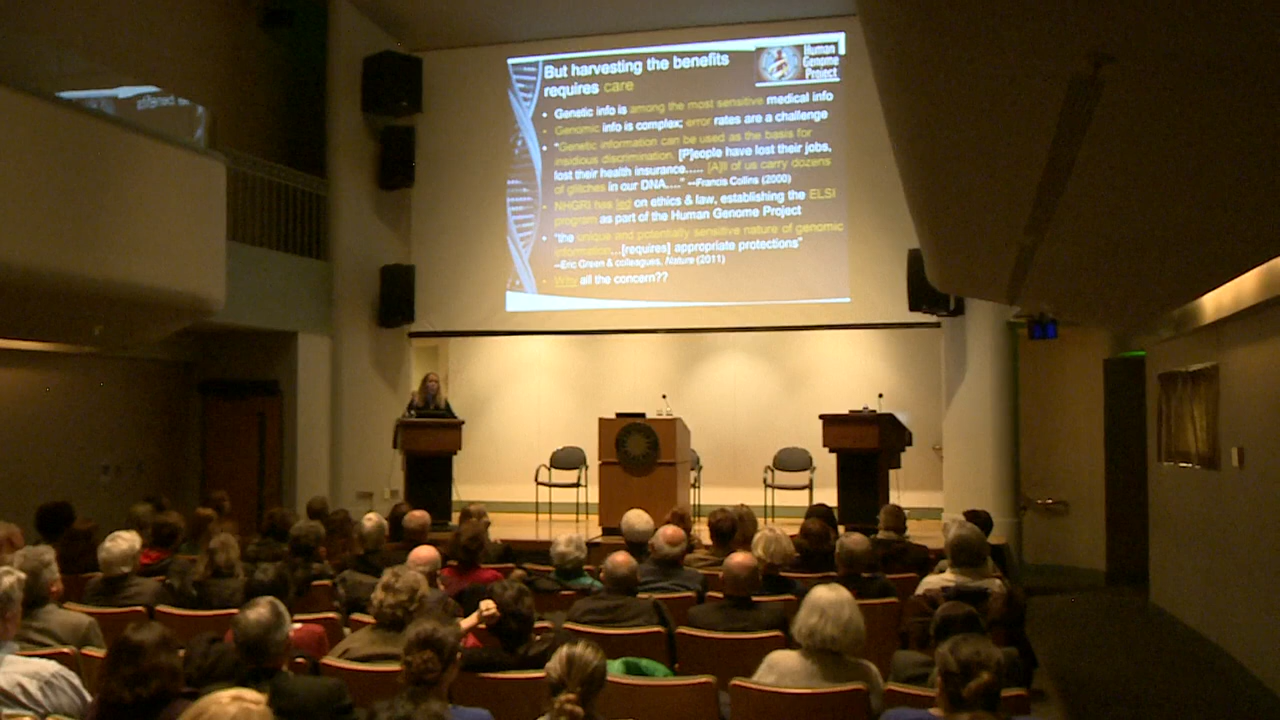 But harvesting the benefits
requires care
Human
Genome
Project
• Genetic info is among the most sensitive medical info
• Genomic info is complex; error rates are a challenge
• "Genetic information can be used as the basis for
insidious discrimination. [P]eople have lost their jobs,
lost their health insurance..... [A]ll of us carry dozens
of glitches in our DNA...." --Francis Collins (2000)
• NHGRI has led on ethics & law, establishing the ELSI
program as part of the Human Genome Project
• "the unique and potentially sensitive nature of genomic
information...[requires] appropriate protections"
--Eric Green & colleagues, Nature (2011)
• Why all the concern??